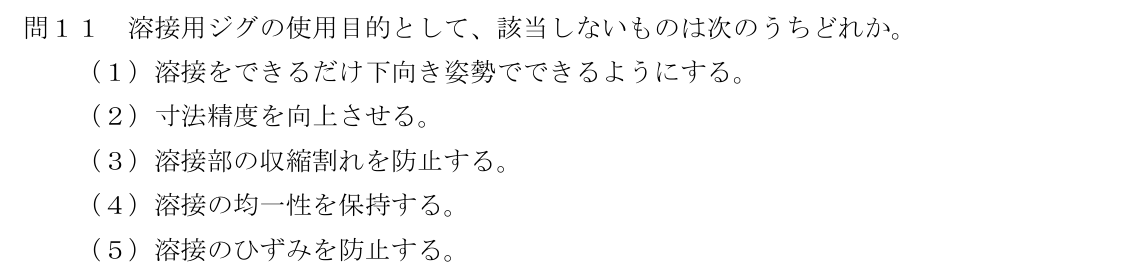 問１１　溶接用ジグの使用目的として、該当しないものは次のうちどれか。
（１）溶接をできるだけ下向き姿勢でできるようにする。
（２）寸法精度を向上させる。
（３）溶接部の収縮割れを防止する。
（４）溶接の均一性を保持する。
（５）溶接のひずみを防止する。